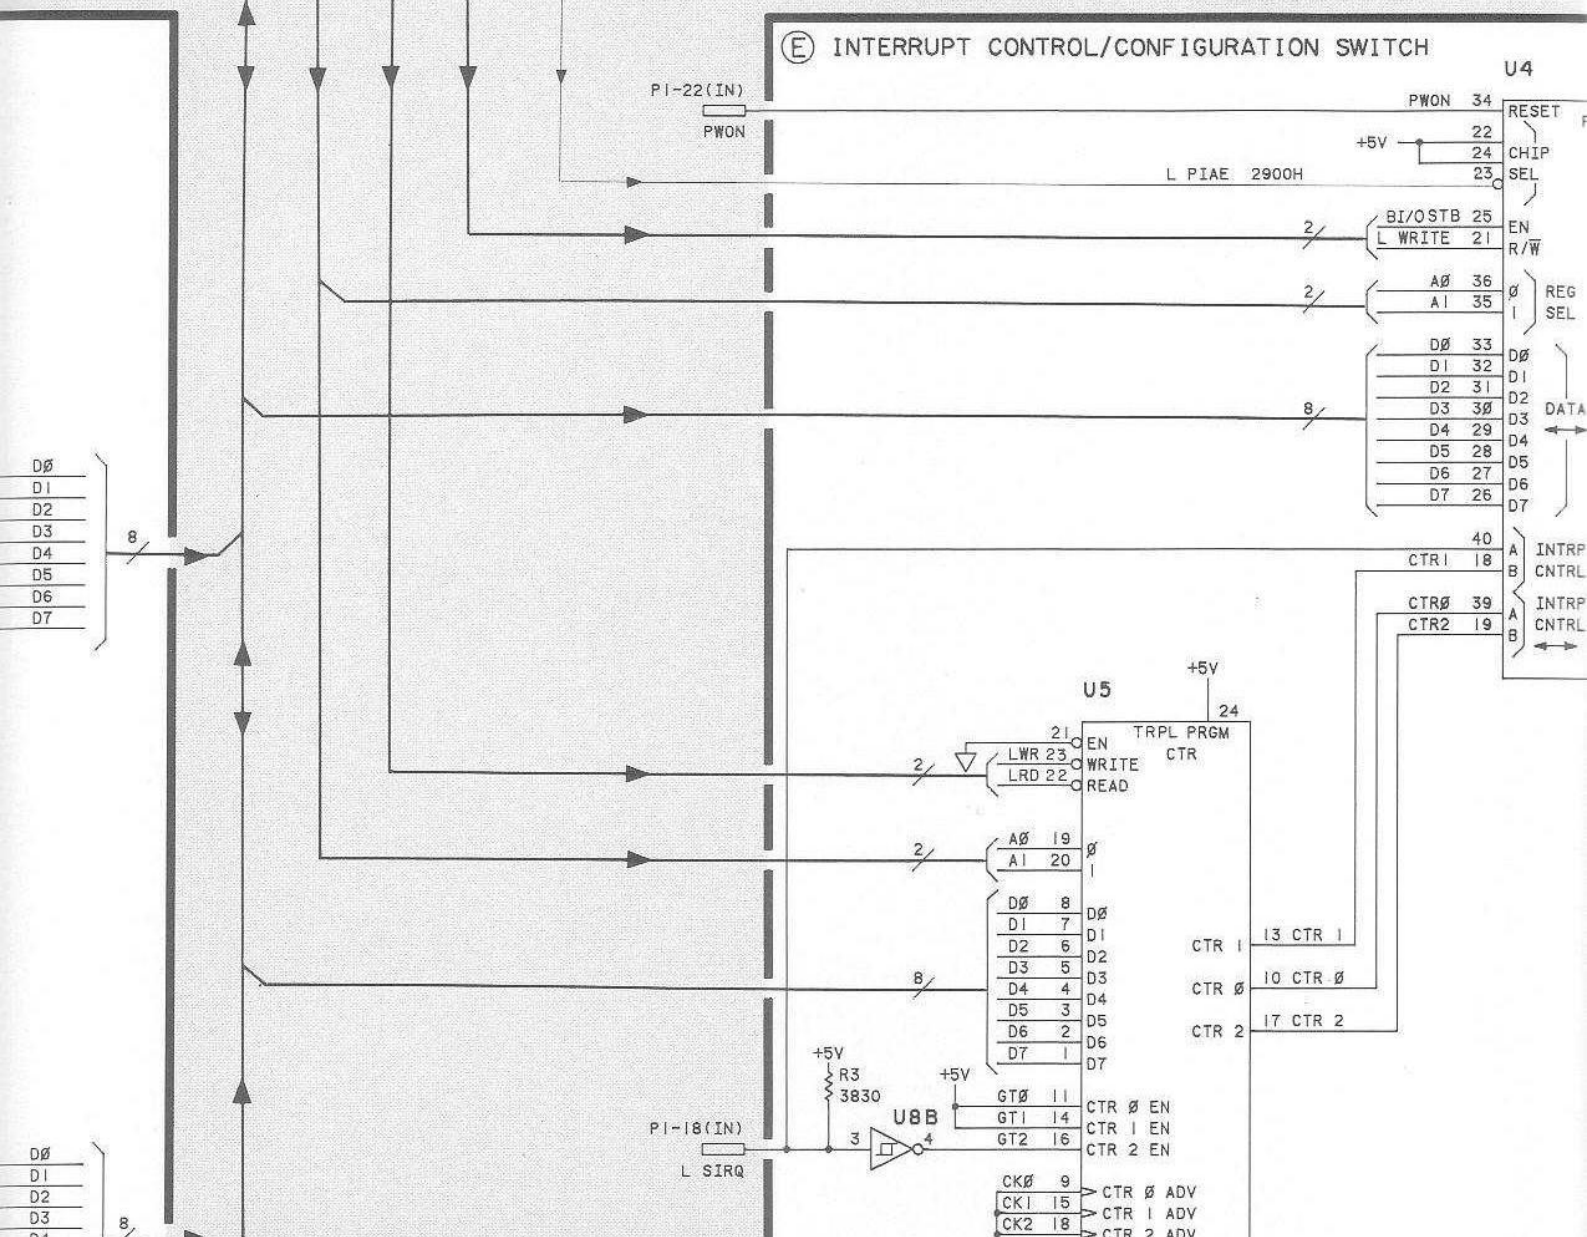 Ⓔ INTERRUPT CONTROL/CONFIGURATION SWITCH
U4
P1-22(IN)
PWON
PWON 34 RESET
+5V
22
24 CHIP
L PIAE 2900H 23 SEL
2
BI/OSTB 25 EN
L WRITE 21 R/W̅
2
AØ 36 Ø REG
A1 35 1 SEL
8
DØ 33 DØ
D1 32 D1
D2 31 D2
D3 3Ø D3 DATA
D4 29 D4
D5 28 D5
D6 27 D6
D7 26 D7
40 A INTRP
CTR1 18 B CNTRL
CTRØ 39 A INTRP
CTR2 19 B CNTRL
DØ
D1
D2
D3
D4
D5
D6
D7
8
+5V
U5
24
TRPL PRGM
CTR
21 EN
2
LWR 23 WRITE
LRD 22 READ
2
AØ 19 Ø
A1 20 1
8
DØ 8 DØ
D1 7 D1
D2 6 D2
D3 5 D3
D4 4 D4
D5 3 D5
D6 2 D6
D7 1 D7
CTR 1 13 CTR 1
CTR Ø 10 CTR Ø
CTR 2 17 CTR 2
+5V
R3
3830
+5V
U8B
3
4
GTØ 11 CTR Ø EN
GT1 14 CTR 1 EN
GT2 16 CTR 2 EN
P1-18(IN)
L SIRQ
CKØ 9 CTR Ø ADV
CK1 15 CTR 1 ADV
CK2 18 CTR 2 ADV
DØ
D1
D2
D3
D4
8